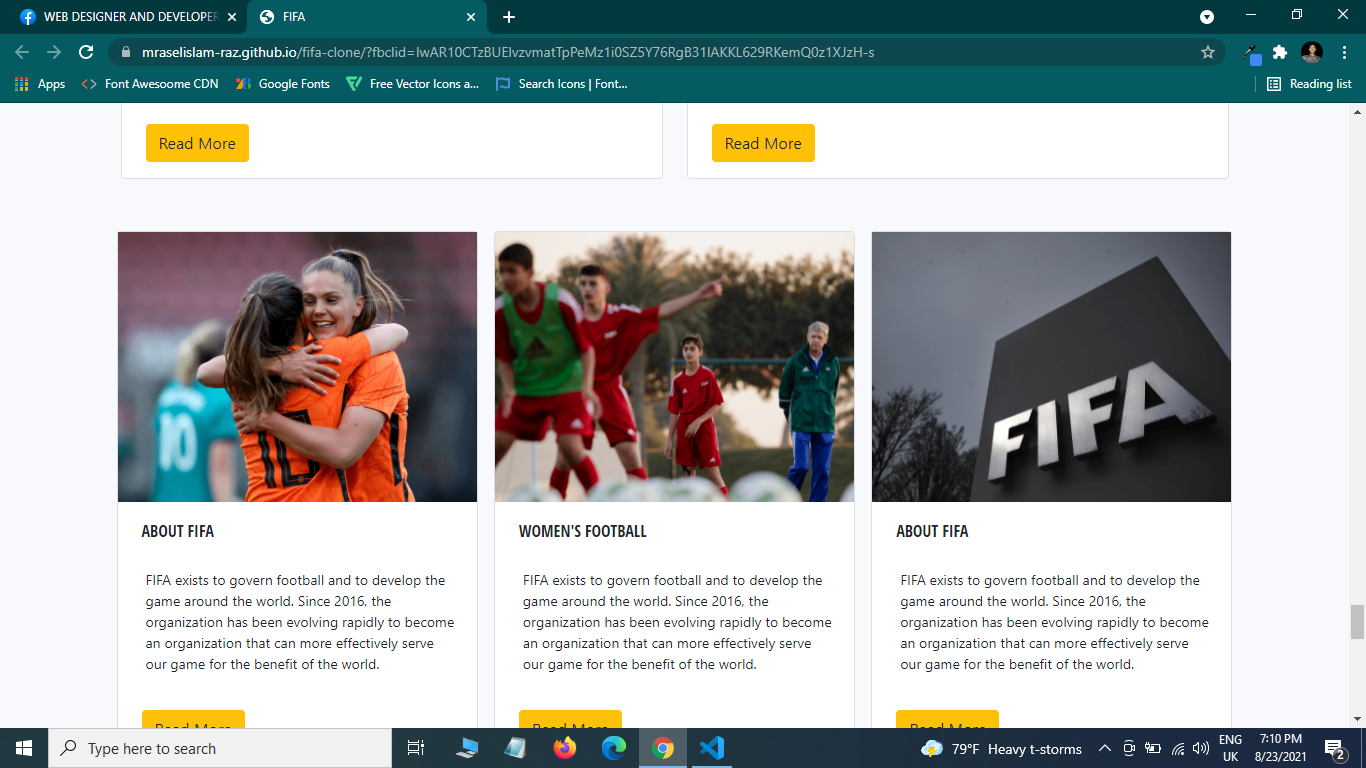 WEB DESIGNER AND DEVELOPER
FIFA
mraselislam-raz.github.io/fifa-clone/?fbclid=IwAR10CTzBUElvzvmatTpPeMz1i0SZ5Y76RgB31IAKKL629RKemQ0z1XJzH-s
Apps
Font Awesoome CDN
Google Fonts
Free Vector Icons a...
Search Icons | Font...
Reading list
Read More
Read More
10
10
FIFA
ABOUT FIFA
FIFA exists to govern football and to develop the
game around the world. Since 2016, the
organization has been evolving rapidly to become
an organization that can more effectively serve
our game for the benefit of the world.
Read More
WOMEN'S FOOTBALL
FIFA exists to govern football and to develop the
game around the world. Since 2016, the
organization has been evolving rapidly to become
an organization that can more effectively serve
our game for the benefit of the world.
Read More
ABOUT FIFA
FIFA exists to govern football and to develop the
game around the world. Since 2016, the
organization has been evolving rapidly to become
an organization that can more effectively serve
our game for the benefit of the world.
Read More
Type here to search
79°F Heavy t-storms
ENG
UK
7:10 PM
8/23/2021
2